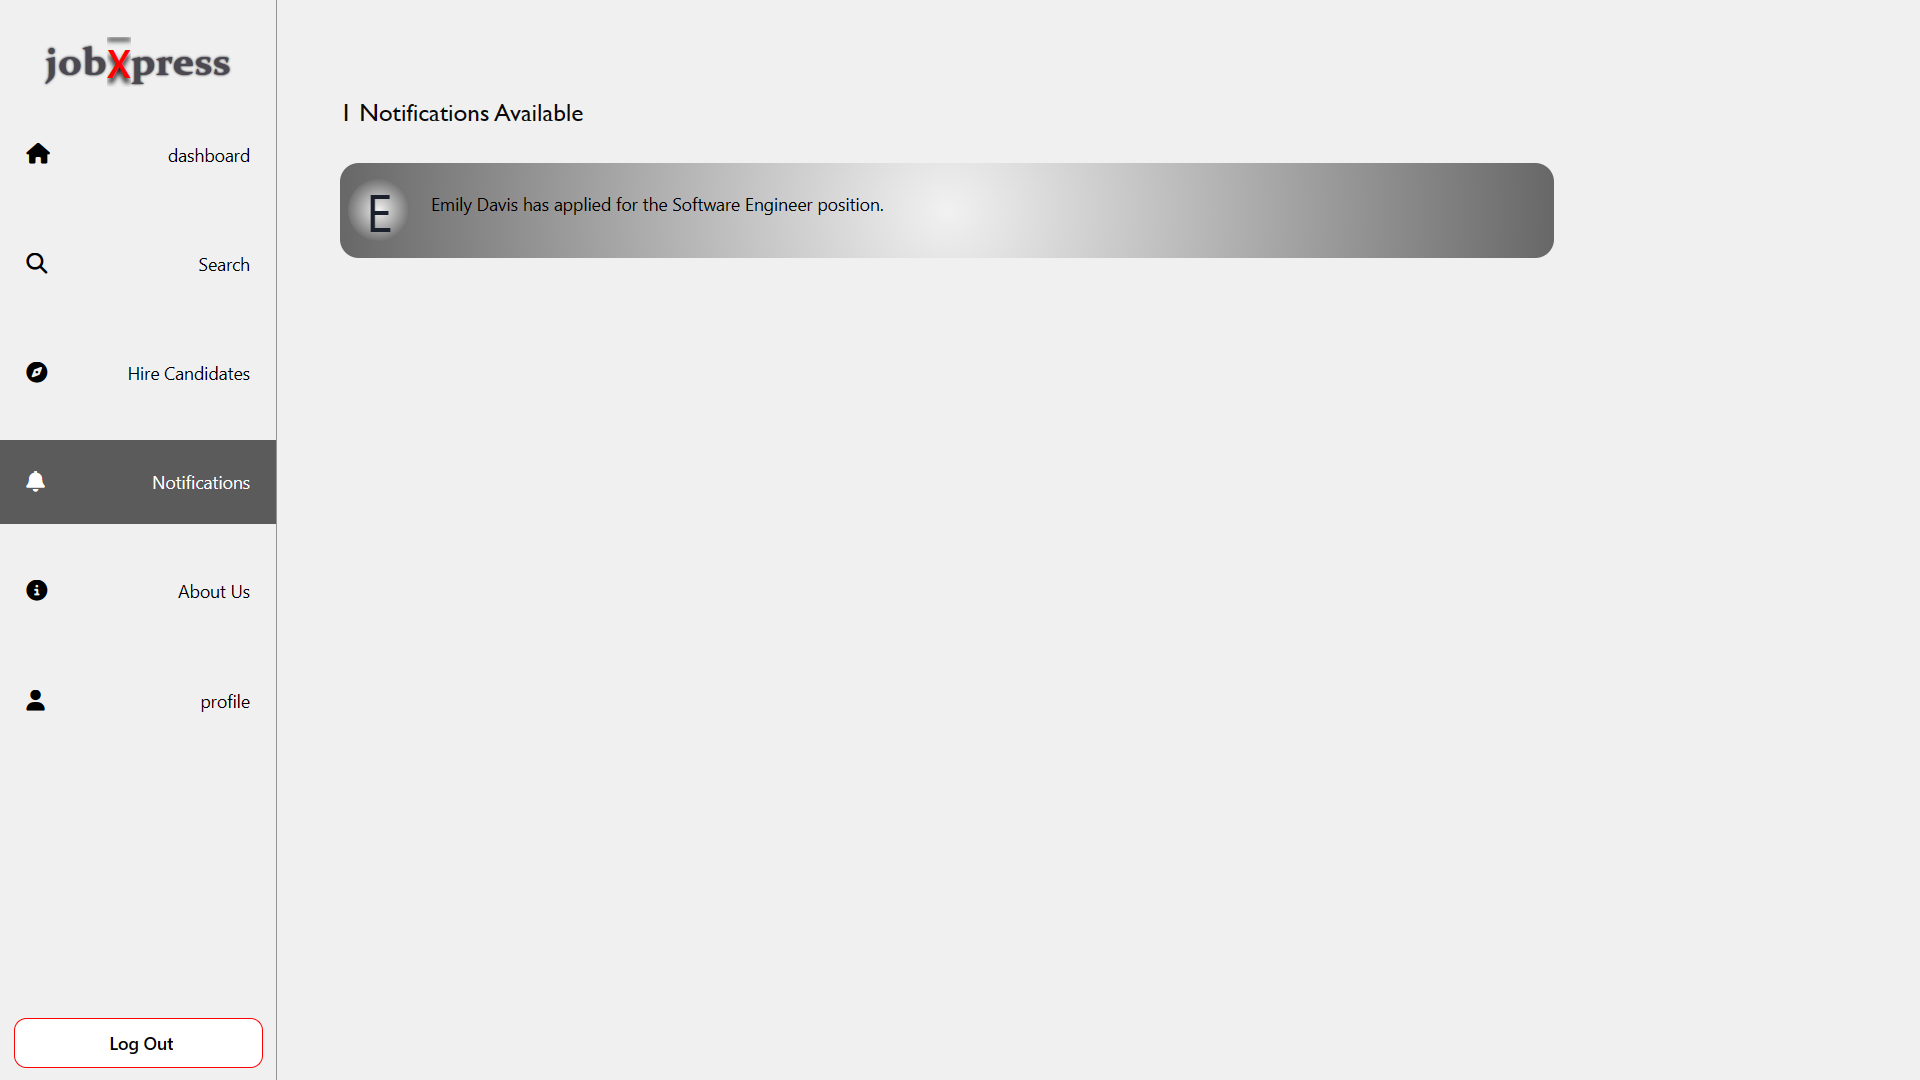 jobXpress
dashboard
Search
Hire Candidates
Notifications
About Us
profile
Log Out
1 Notifications Available
E
Emily Davis has applied for the Software Engineer position.